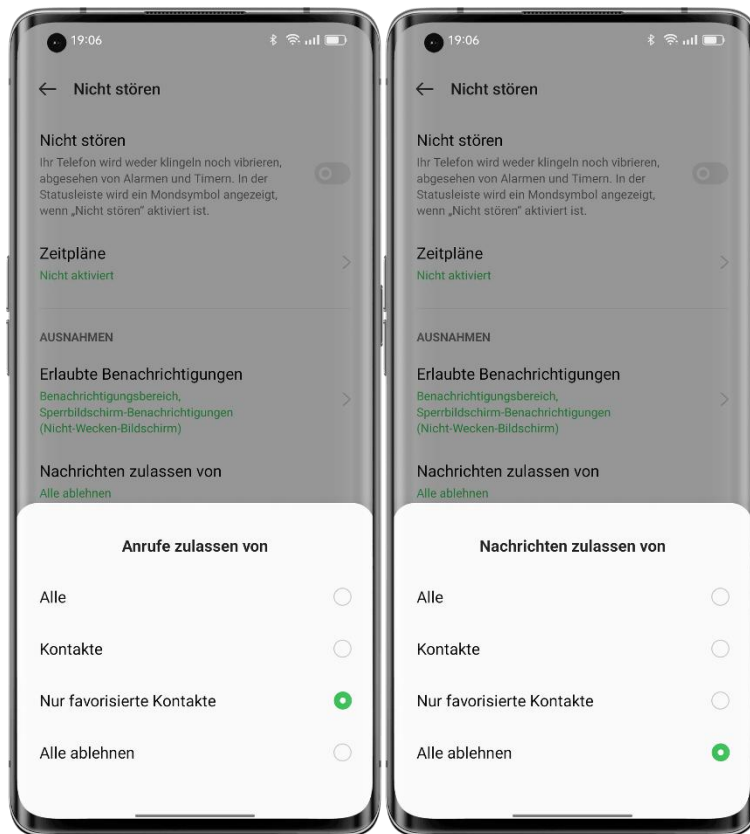 19:06
Nicht stören
Nicht stören
Ihr Telefon wird weder klingeln noch vibrieren,
abgesehen von Alarmen und Timern. In der
Statusleiste wird ein Mondsymbol angezeigt,
wenn „Nicht stören" aktiviert ist.
Zeitpläne
Nicht aktiviert
AUSNAHMEN
Erlaubte Benachrichtigungen
Benachrichtigungsbereich,
Sperrbildschirm-Benachrichtigungen
(Nicht-Wecken-Bildschirm)
Nachrichten zulassen von
Alle ablehnen
Anrufe zulassen von
Alle
Kontakte
Nur favorisierte Kontakte
Alle ablehnen
19:06
Nicht stören
Nicht stören
Ihr Telefon wird weder klingeln noch vibrieren,
abgesehen von Alarmen und Timern. In der
Statusleiste wird ein Mondsymbol angezeigt,
wenn „Nicht stören" aktiviert ist.
Zeitpläne
Nicht aktiviert
AUSNAHMEN
Erlaubte Benachrichtigungen
Benachrichtigungsbereich,
Sperrbildschirm-Benachrichtigungen
(Nicht-Wecken-Bildschirm)
Nachrichten zulassen von
Alle ablehnen
Nachrichten zulassen von
Alle
Kontakte
Nur favorisierte Kontakte
Alle ablehnen